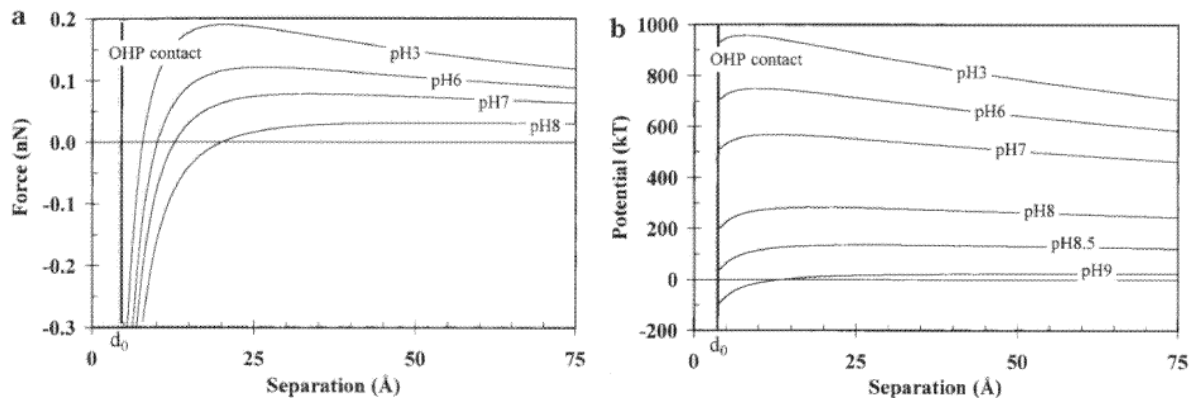 a
Force (nN)
0.2
0.1
0.0
-0.1
-0.2
-0.3
OHP contact
pH3
pH6
pH7
pH8
0
d0
25
50
75
Separation (Å)
b
Potential (kT)
1000
800
600
400
200
0
-200
OHP contact
pH3
pH6
pH7
pH8
pH8.5
pH9
0
d0
25
50
75
Separation (Å)